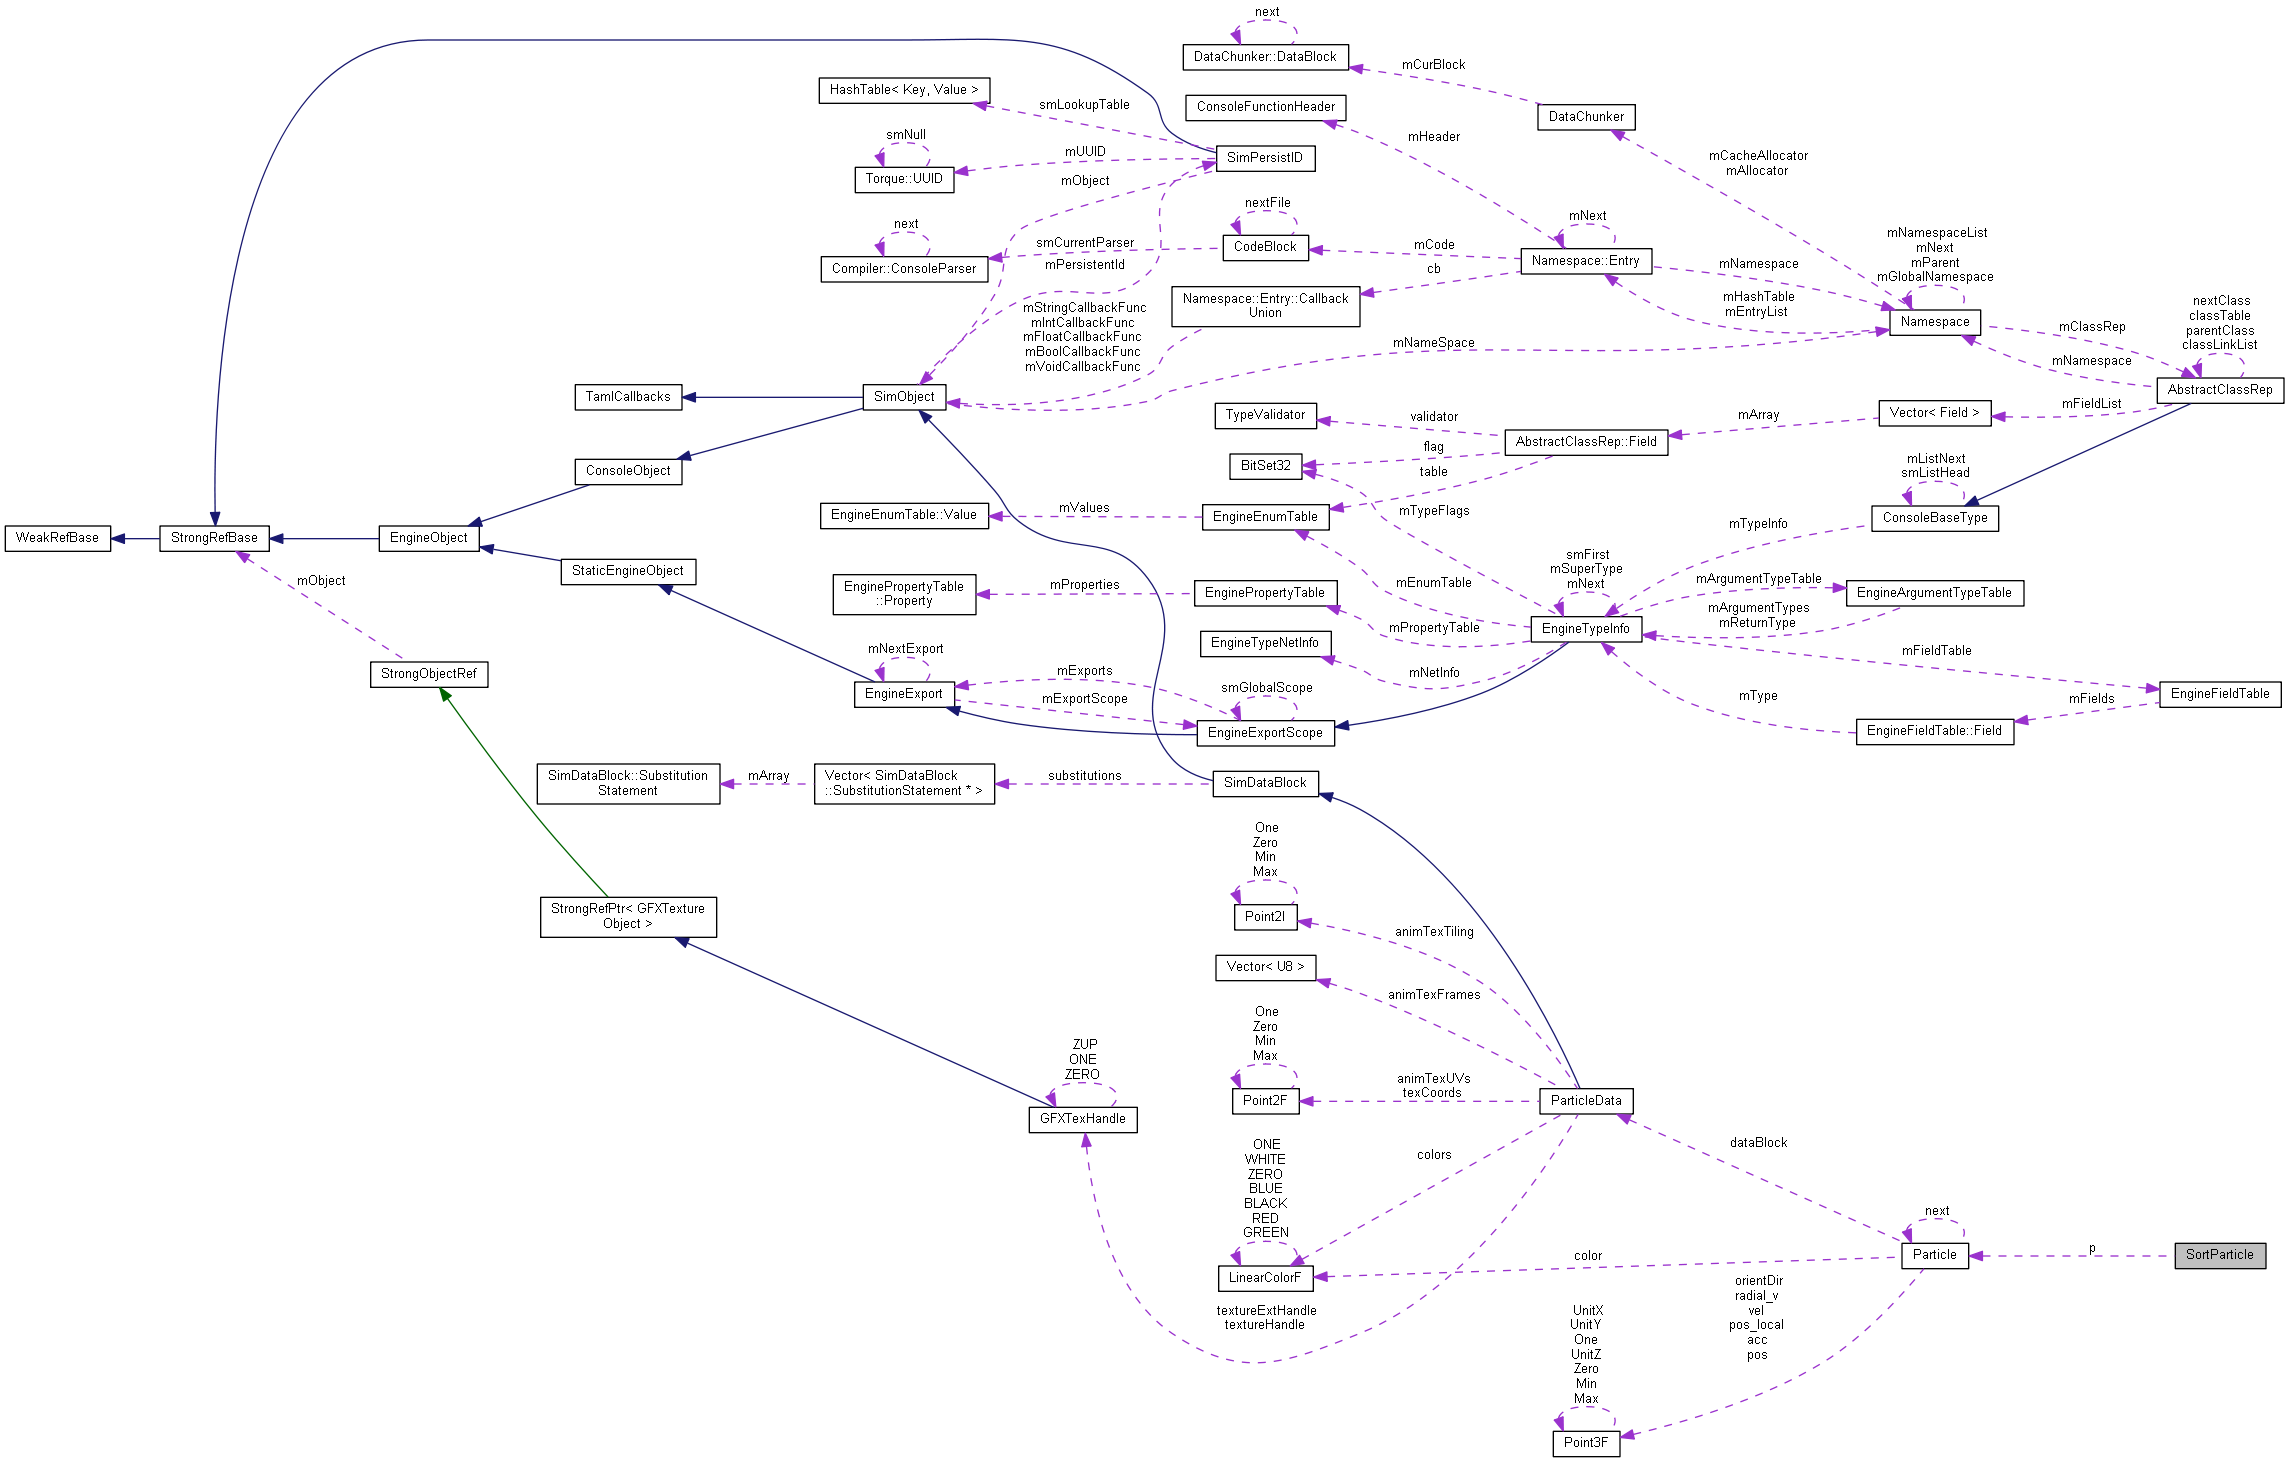 next
DataChunker::DataBlock
mCurBlock
HashTable< Key, Value >
smLookupTable
ConsoleFunctionHeader
DataChunker
smNull
mHeader
mUUID
SimPersistID
mCacheAllocator
mAllocator
Torque::UUID
mObject
nextFile
mNext
next
smCurrentParser
CodeBlock
mCode
mNamespaceList
mNext
mParent
mGlobalNamespace
Compiler::ConsoleParser
mPersistentId
cb
Namespace::Entry
mNamespace
Namespace::Entry::Callback
Union
mHashTable
mEntryList
nextClass
classTable
parentClass
classLinkList
mStringCallbackFunc
mIntCallbackFunc
mFloatCallbackFunc
mBoolCallbackFunc
mVoidCallbackFunc
mNameSpace
Namespace
mClassRep
mNamespace
TamlCallbacks
SimObject
AbstractClassRep
TypeValidator
validator
mArray
Vector< Field >
mFieldList
flag
AbstractClassRep::Field
ConsoleObject
BitSet32
table
mListNext
smListHead
EngineEnumTable::Value
mValues
EngineEnumTable
mTypeFlags
mTypeInfo
ConsoleBaseType
WeakRefBase
StrongRefBase
EngineObject
mObject
StaticEngineObject
smFirst
mSuperType
mNext
EnginePropertyTable
::Property
mProperties
EnginePropertyTable
mEnumTable
mArgumentTypeTable
EngineArgumentTypeTable
mArgumentTypes
mReturnType
mPropertyTable
EngineTypeInfo
EngineTypeNetInfo
mNextExport
mFieldTable
StrongObjectRef
mExports
mNetInfo
smGlobalScope
EngineExport
mExportScope
mType
mFields
EngineFieldTable
EngineExportScope
EngineFieldTable::Field
SimDataBlock::Substitution
Statement
mArray
Vector< SimDataBlock
::SubstitutionStatement * >
substitutions
SimDataBlock
One
Zero
Min
Max
StrongRefPtr< GFXTexture
Object >
Point2I
animTexTiling
Vector< U8 >
animTexFrames
One
Zero
Min
Max
ZUP
ONE
ZERO
animTexUVs
texCoords
Point2F
ParticleData
GFXTexHandle
dataBlock
ONE
WHITE
ZERO
BLUE
BLACK
RED
GREEN
colors
next
color
Particle
p
SortParticle
LinearColorF
textureExtHandle
textureHandle
orientDir
radial_v
vel
pos_local
acc
pos
UnitX
UnitY
One
UnitZ
Zero
Min
Max
Point3F